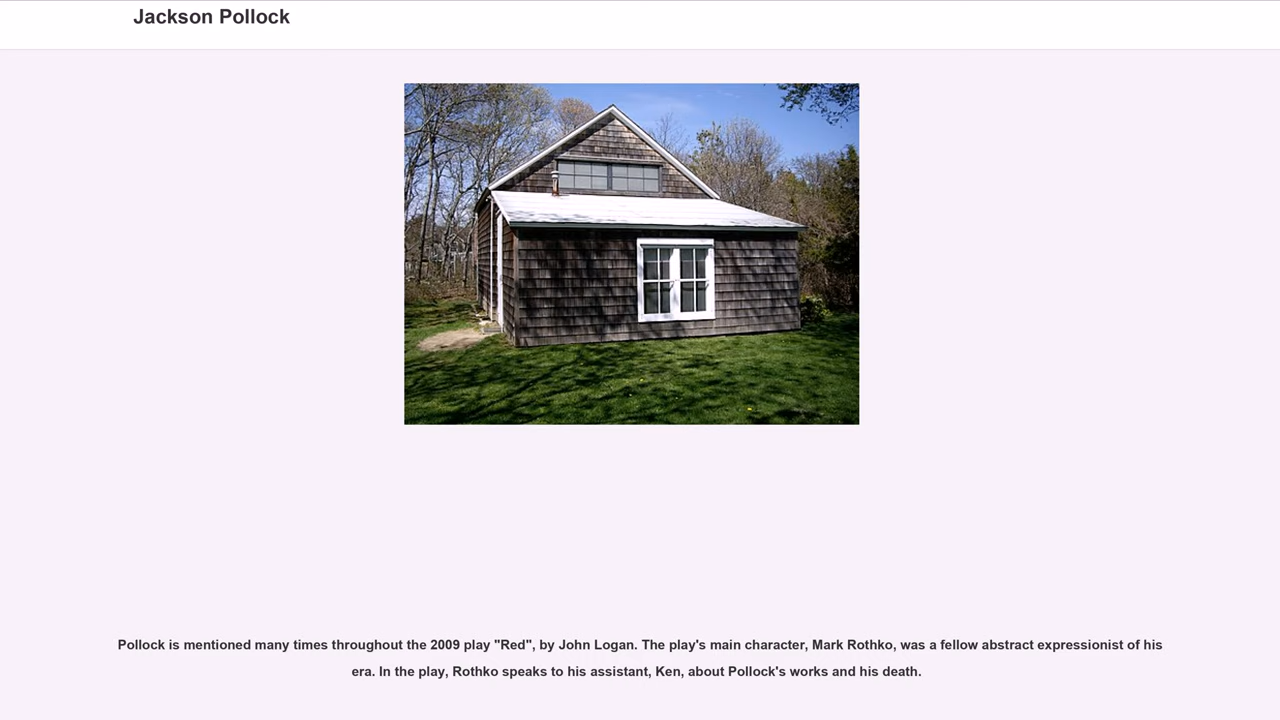 Jackson Pollock
Pollock is mentioned many times throughout the 2009 play "Red", by John Logan. The play's main character, Mark Rothko, was a fellow abstract expressionist of his
era. In the play, Rothko speaks to his assistant, Ken, about Pollock's works and his death.